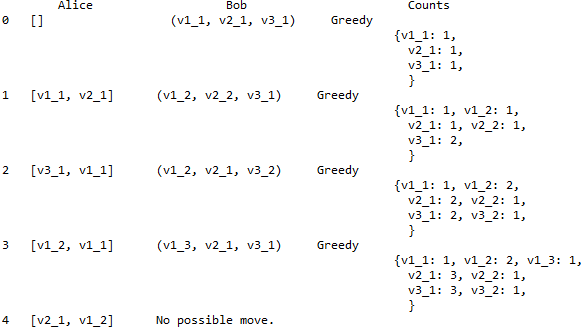 Alice Bob Counts
0 [] (v1_1, v2_1, v3_1) Greedy
{v1_1: 1,
v2_1: 1,
v3_1: 1,
}
1 [v1_1, v2_1] (v1_2, v2_2, v3_1) Greedy
{v1_1: 1, v1_2: 1,
v2_1: 1, v2_2: 1,
v3_1: 2,
}
2 [v3_1, v1_1] (v1_2, v2_1, v3_2) Greedy
{v1_1: 1, v1_2: 2,
v2_1: 2, v2_2: 1,
v3_1: 2, v3_2: 1,
}
3 [v1_2, v1_1] (v1_3, v2_1, v3_1) Greedy
{v1_1: 1, v1_2: 2, v1_3: 1,
v2_1: 3, v2_2: 1,
v3_1: 3, v3_2: 1,
}
4 [v2_1, v1_2] No possible move.